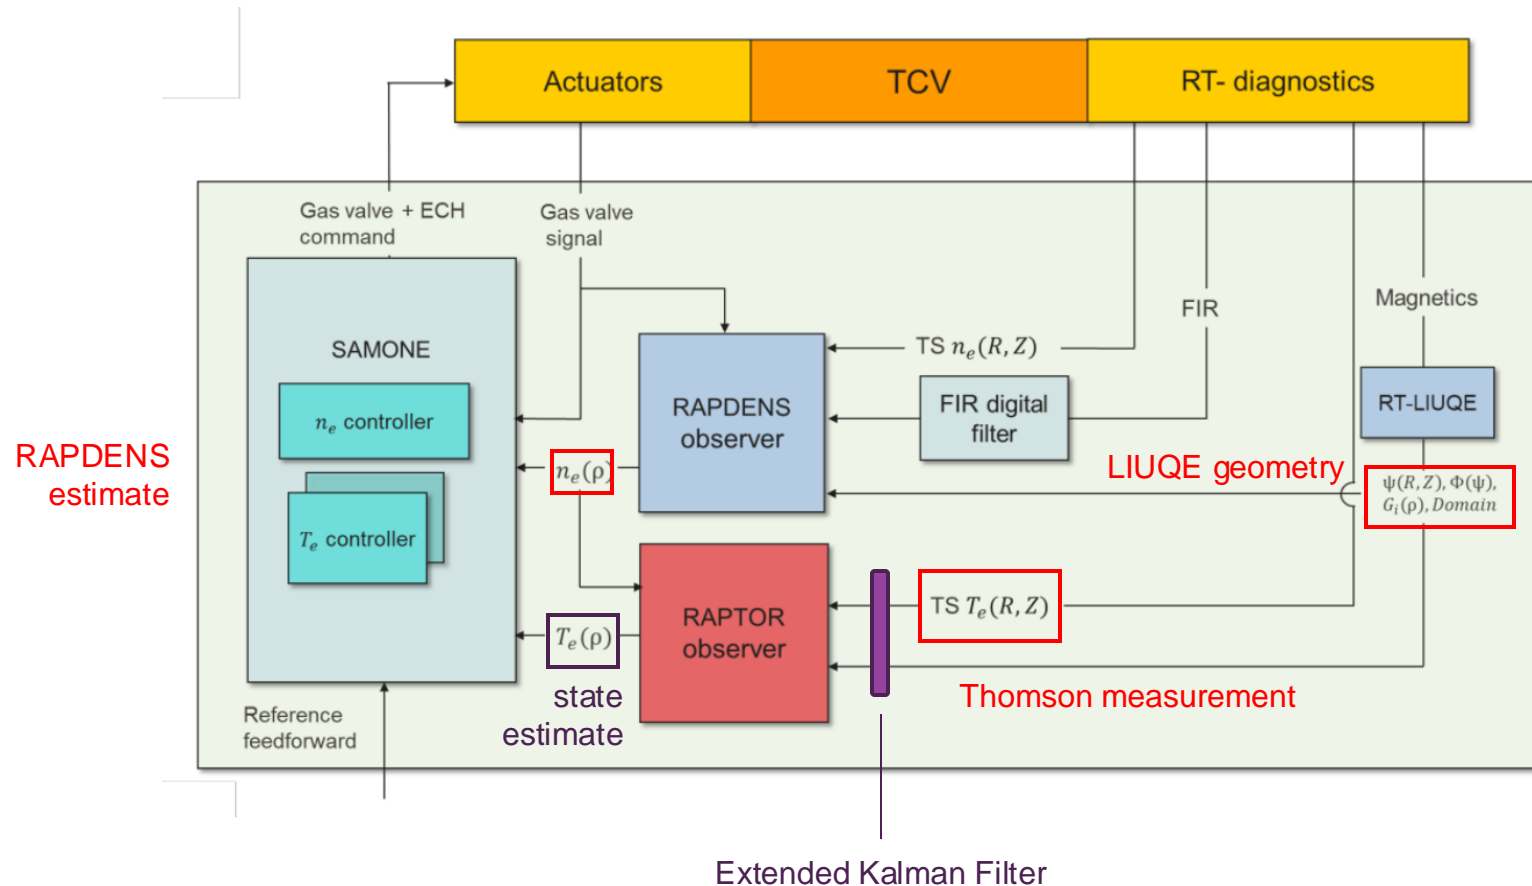 Actuators
TCV
RT- diagnostics
Gas valve + ECH
command
Gas valve
signal
FIR
Magnetics
SAMONE
TS nₑ(R, Z)
RAPDENS
observer
FIR digital
filter
RT-LIUQE
nₑ controller
RAPDENS
estimate
nₑ(ρ)
LIUQE geometry
ψ(R, Z), Φ(ψ),
Gᵢ(ρ), Domain
Tₑ controller
RAPTOR
observer
TS Tₑ(R, Z)
Tₑ(ρ)
state
estimate
Thomson measurement
Reference
feedforward
Extended Kalman Filter